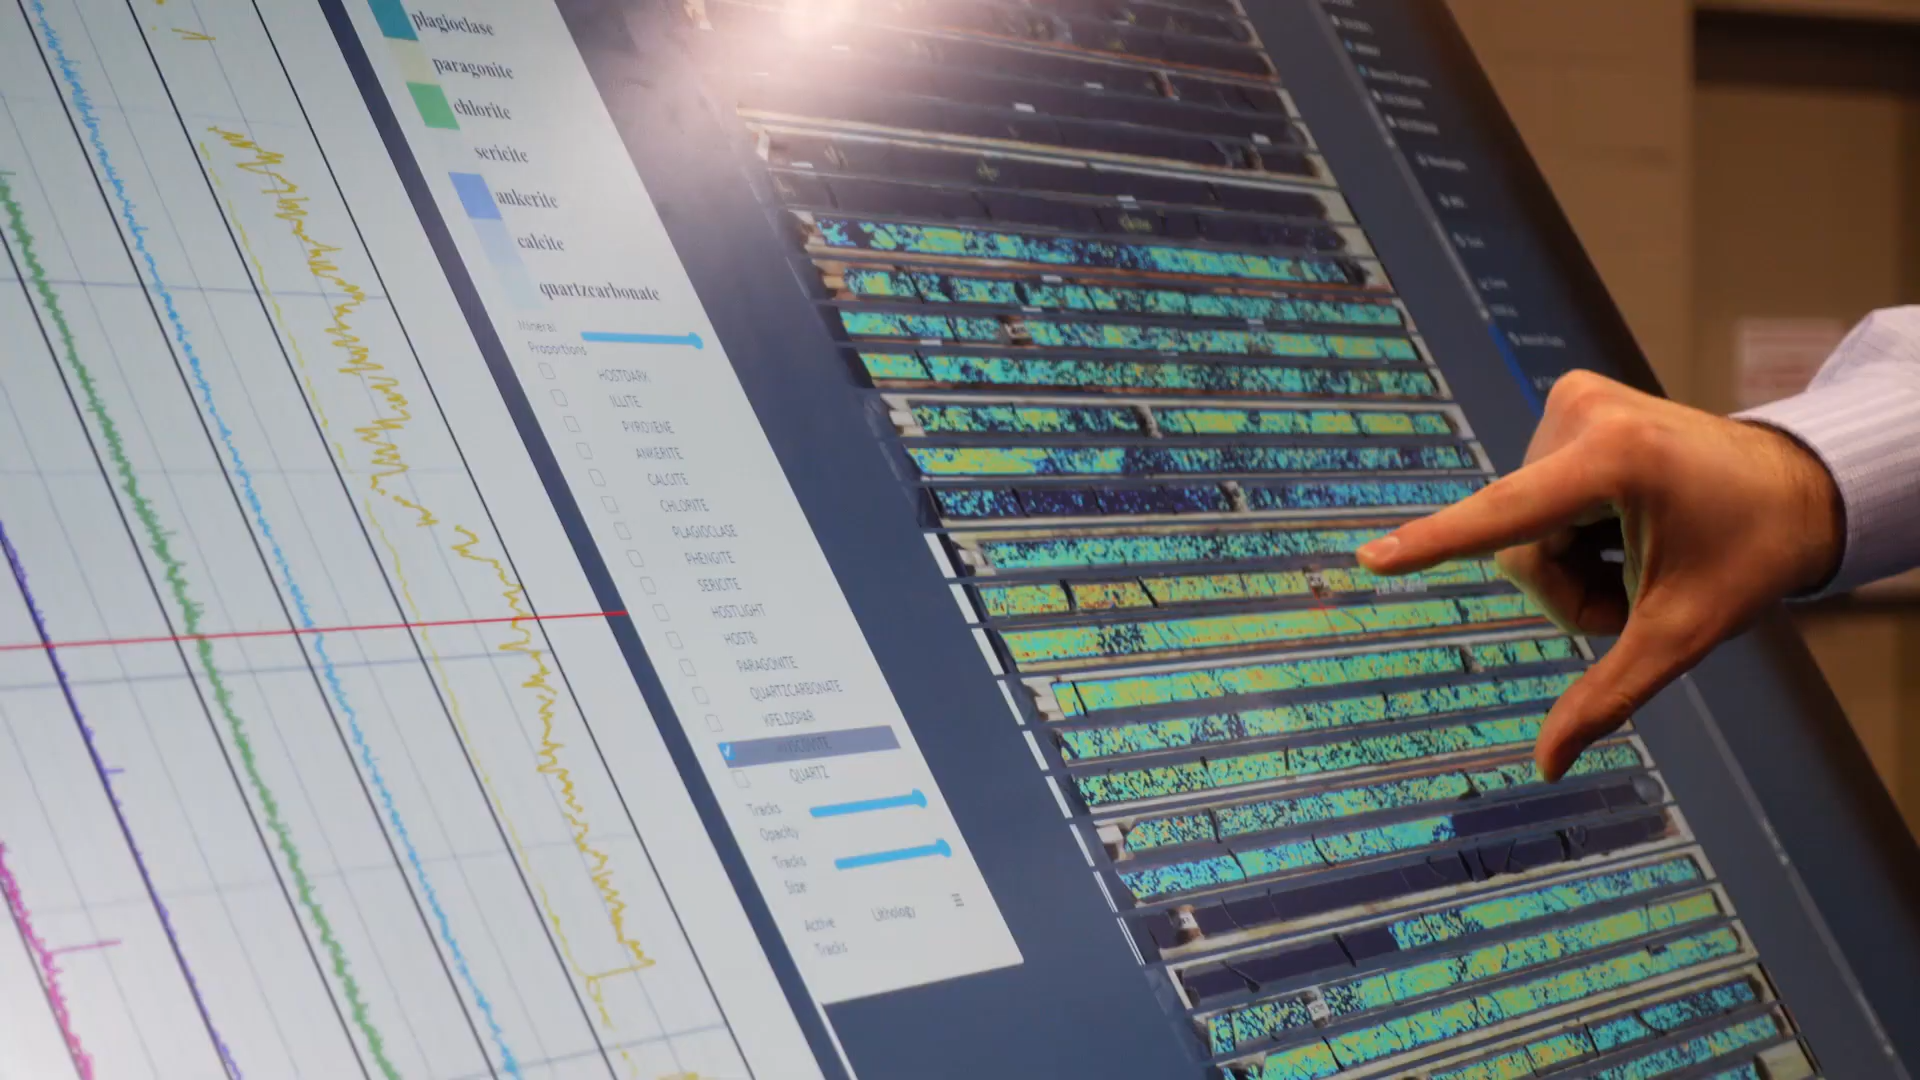 plagioclase
paragonite
chlorite
sericite
ankerite
calcite
quartzcarbonate
Mineral
Proportions
HOSTDARK
ILLITE
PYROXENE
ANKERITE
CALCITE
CHLORITE
PLAGIOCLASE
PHENGITE
SERICITE
HOSTLIGHT
HOSTB
PARAGONITE
QUARTZCARBONATE
KFELDSPAR
MUSCOVITE
QUARTZ
Tracks
Opacity
Tracks
Size
Active
Tracks
Lithology